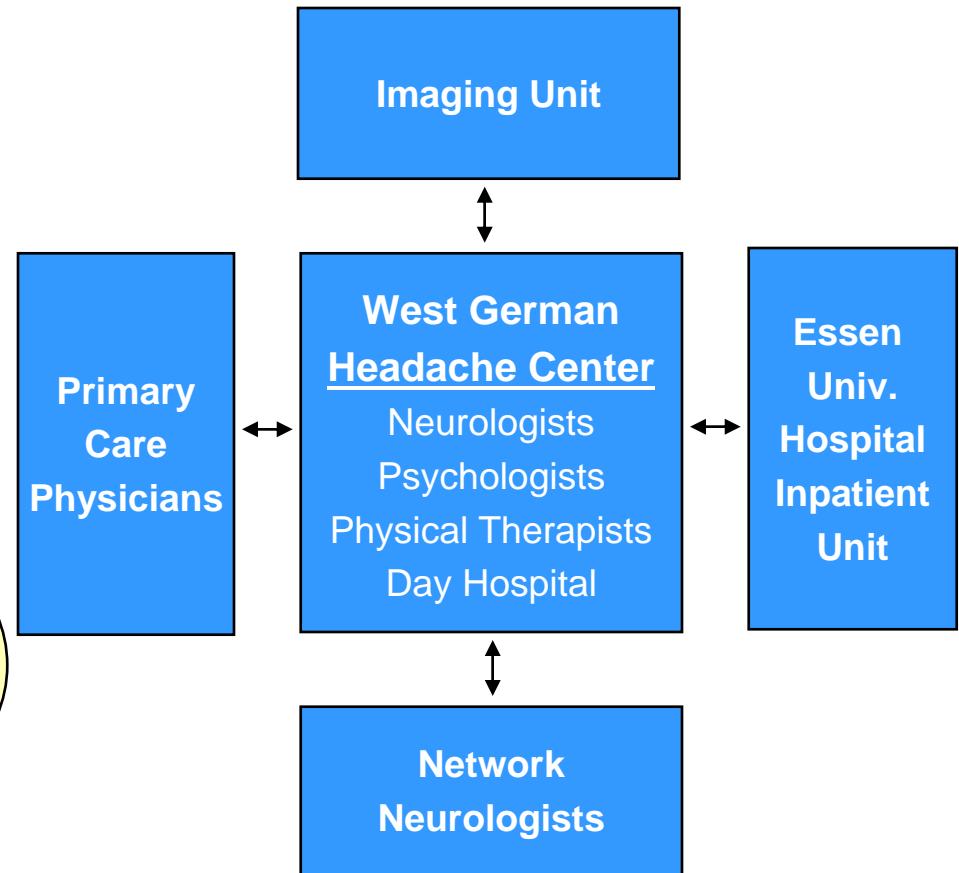 Imaging Unit
West German
Headache Center
Neurologists
Psychologists
Physical Therapists
Day Hospital
Primary
Care
Physicians
Essen
Univ.
Hospital
Inpatient
Unit
Network
Neurologists